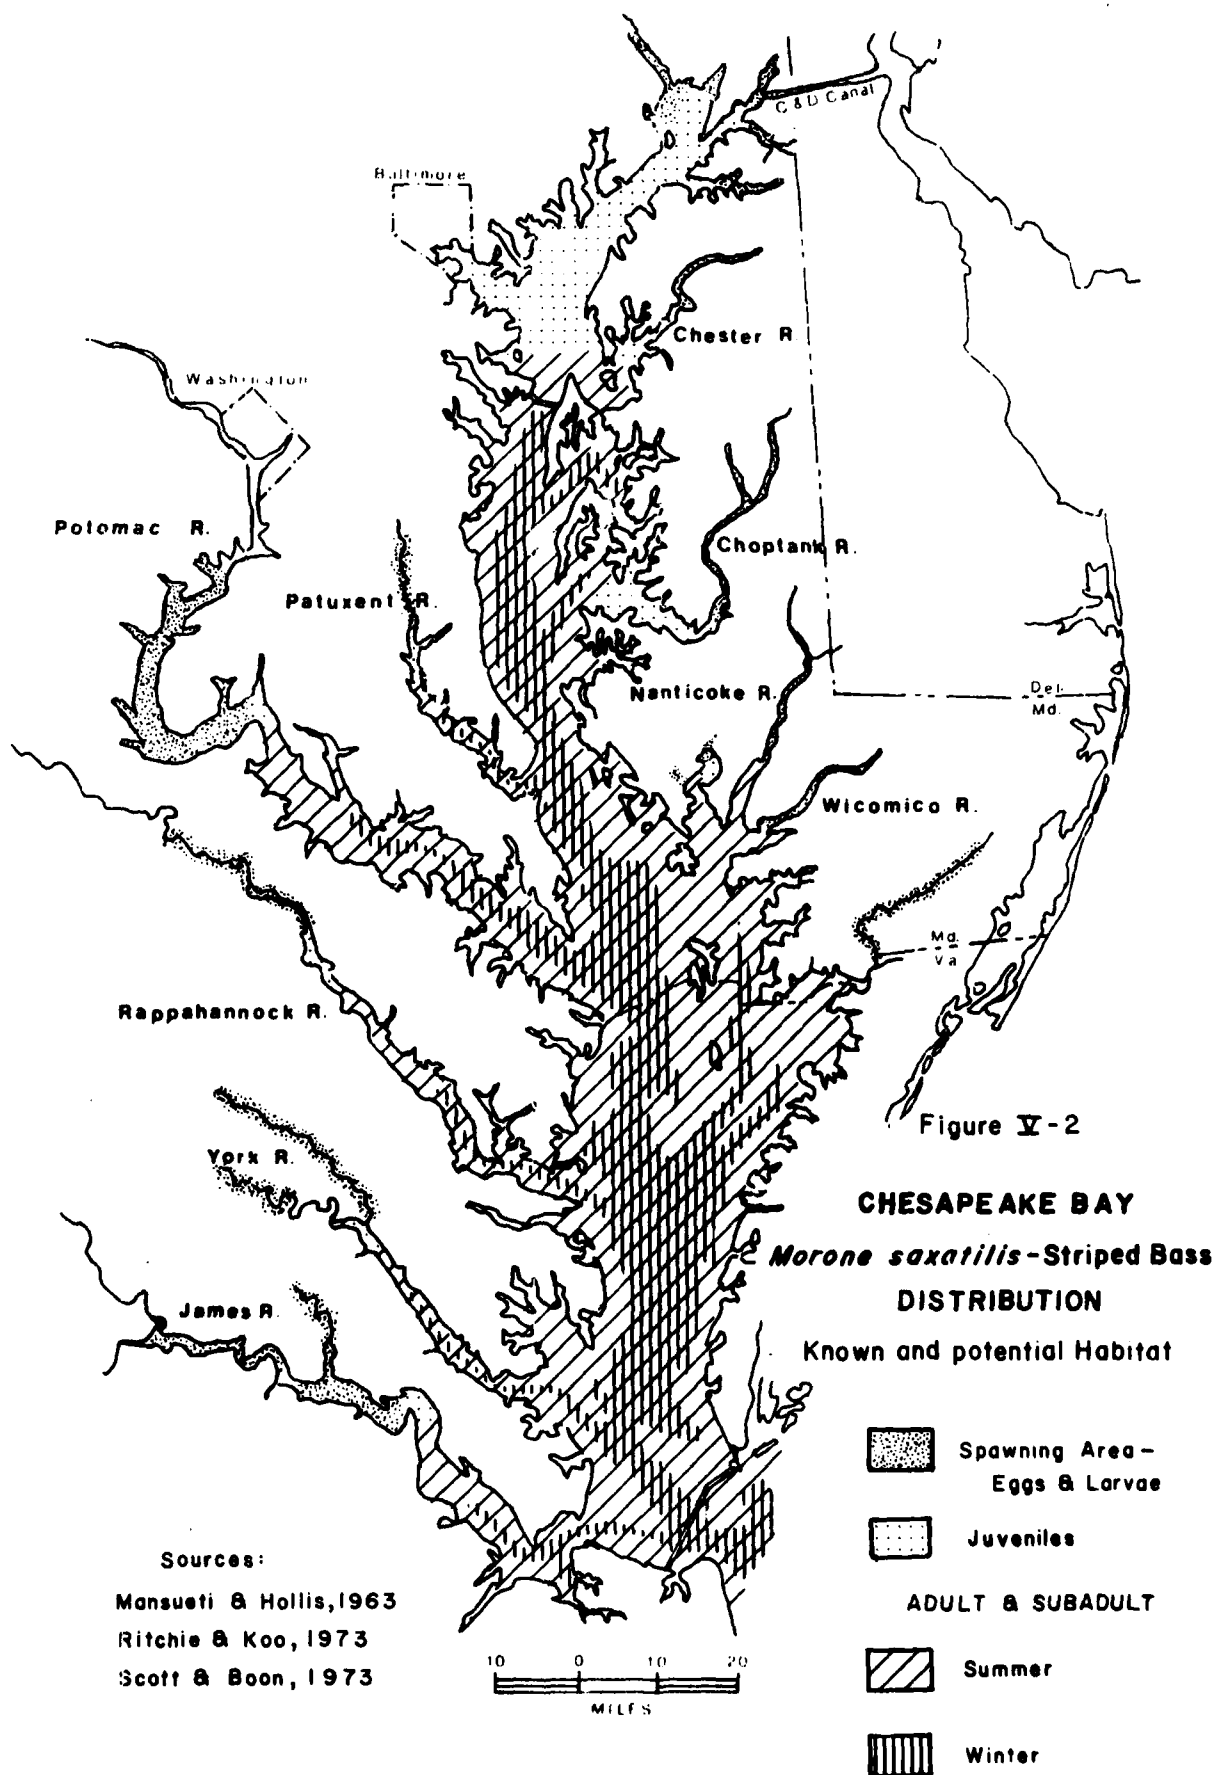 C & D Canal
Baltimore
Chester R.
Washington
Potomac R.
Choptank R.
Patuxent R.
Nanticoke R.
Del.
Md.
Wicomico R.
Md.
Va
Rappahannock R.
Figure V-2
York R.
CHESAPEAKE BAY
Morone saxatilis-Striped Bass
DISTRIBUTION
Known and potential Habitat
James R.
Spawning Area-
Eggs & Larvae
Juveniles
Sources:
Mansueti & Hollis,1963
Ritchie & Koo, 1973
Scott & Boon, 1973
ADULT & SUBADULT
10 0 10 20
MILES
Summer
Winter